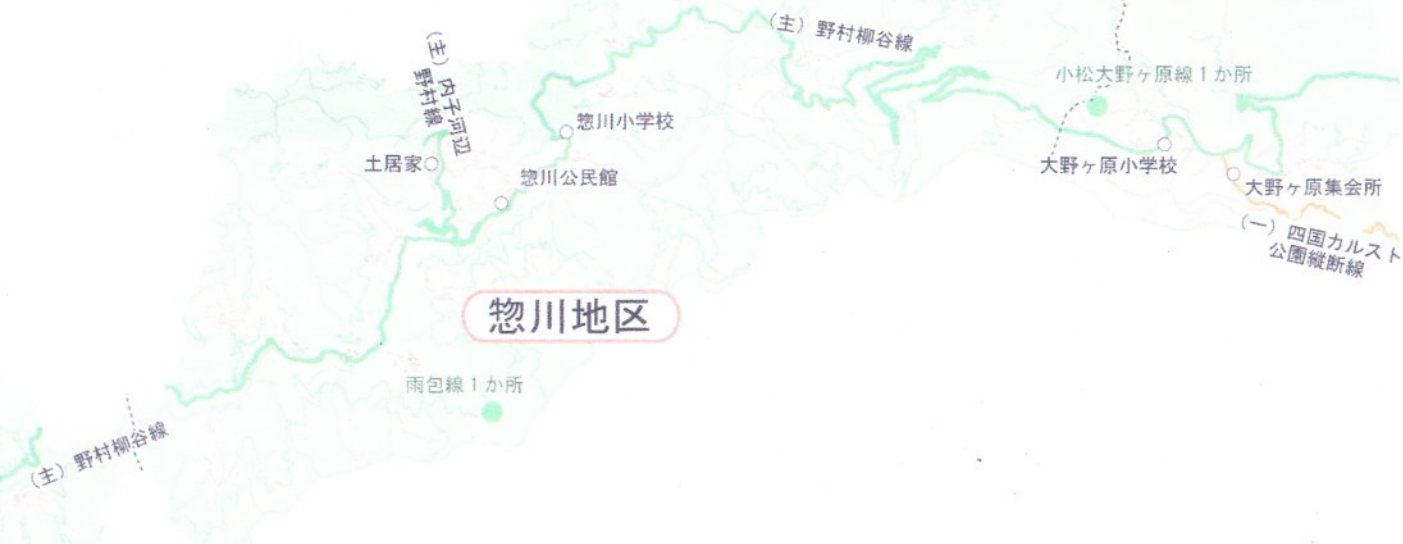 （主）野村柳谷線
（主）内子河辺
野村線
小松大野ヶ原線１か所
惣川小学校
土居家
惣川公民館
大野ヶ原小学校
大野ヶ原集会所
（一）四国カルスト
公園縦断線
惣川地区
雨包線１か所
（主）野村柳谷線